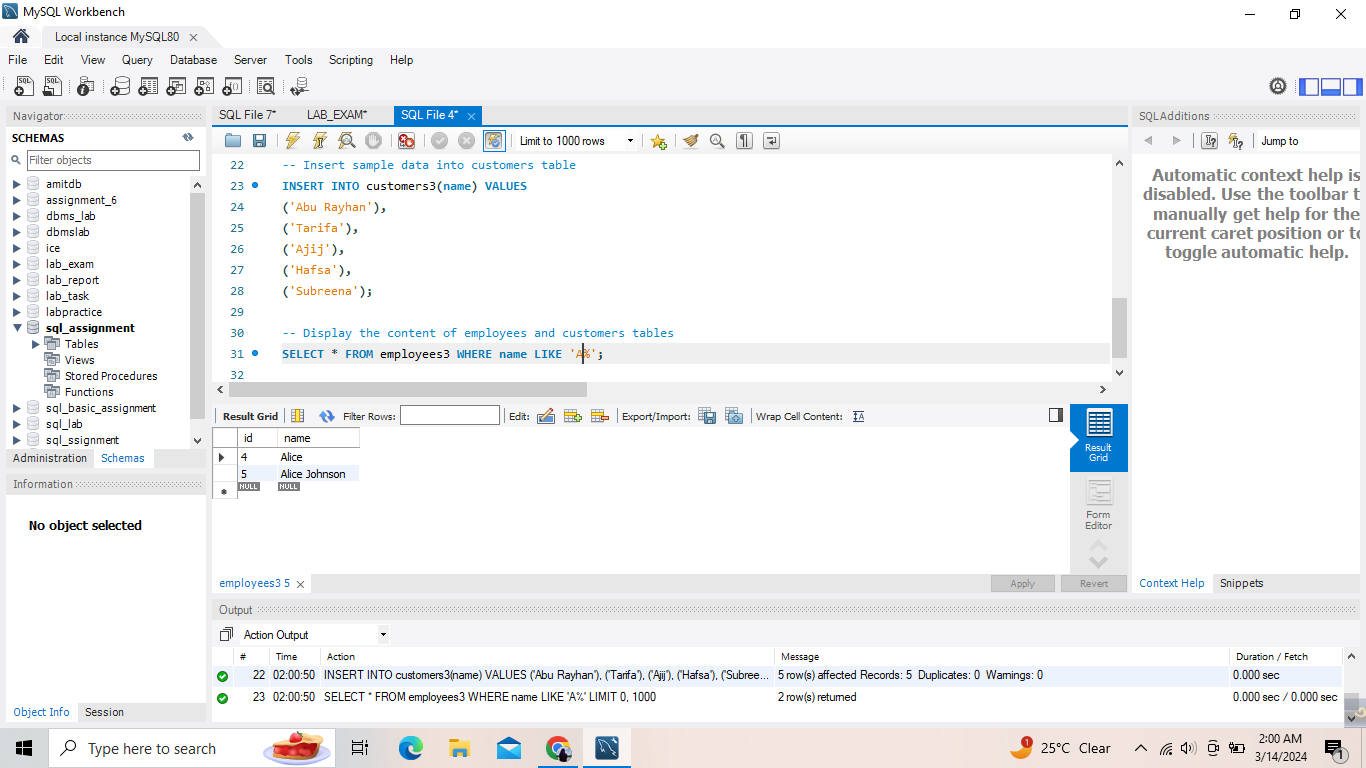 MySQL Workbench
Local instance MySQL80
File Edit View Query Database Server Tools Scripting Help
Navigator
SCHEMAS
Filter objects
amitdb
assignment_6
dbms_lab
dbmslab
ice
lab_exam
lab_report
lab_task
labpractice
sql_assignment
Tables
Views
Stored Procedures
Functions
sql_basic_assignment
sql_lab
sql_ssignment
Administration Schemas
Information
No object selected
Object Info Session
SQL File 7* LAB_EXAM* SQL File 4*
Limit to 1000 rows
22 -- Insert sample data into customers table
23 INSERT INTO customers3(name) VALUES
24 ('Abu Rayhan'),
25 ('Tarifa'),
26 ('Ajij'),
27 ('Hafsa'),
28 ('Subreena');
29
30 -- Display the content of employees and customers tables
31 SELECT * FROM employees3 WHERE name LIKE 'A%';
32
Result Grid Filter Rows: Edit: Export/Import: Wrap Cell Content:
id name
4 Alice
5 Alice Johnson
NULL NULL
Result
Grid
Form
Editor
employees3 5
Apply Revert
SQLAdditions
Jump to
Automatic context help is
disabled. Use the toolbar t
manually get help for the
current caret position or to
toggle automatic help.
Context Help Snippets
Output
Action Output
# Time Action Message Duration / Fetch
22 02:00:50 INSERT INTO customers3(name) VALUES ('Abu Rayhan'), ('Tarifa'), ('Ajij'), ('Hafsa'), ('Subree... 5 row(s) affected Records: 5 Duplicates: 0 Warnings: 0 0.000 sec
23 02:00:50 SELECT * FROM employees3 WHERE name LIKE 'A%' LIMIT 0, 1000 2 row(s) returned 0.000 sec / 0.000 sec
Type here to search
25°C Clear
2:00 AM
3/14/2024
1